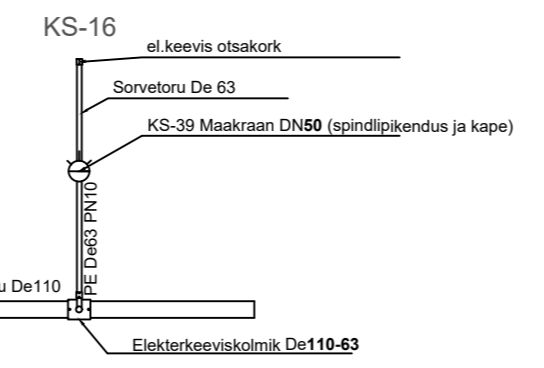 KS-16
el.keevis otsakork
Sorvetoru De 63
KS-39 Maakraan DN50 (spindlipikendus ja kape)
PE De63 PN10
u De110
Elekterkeeviskolmik De110-63